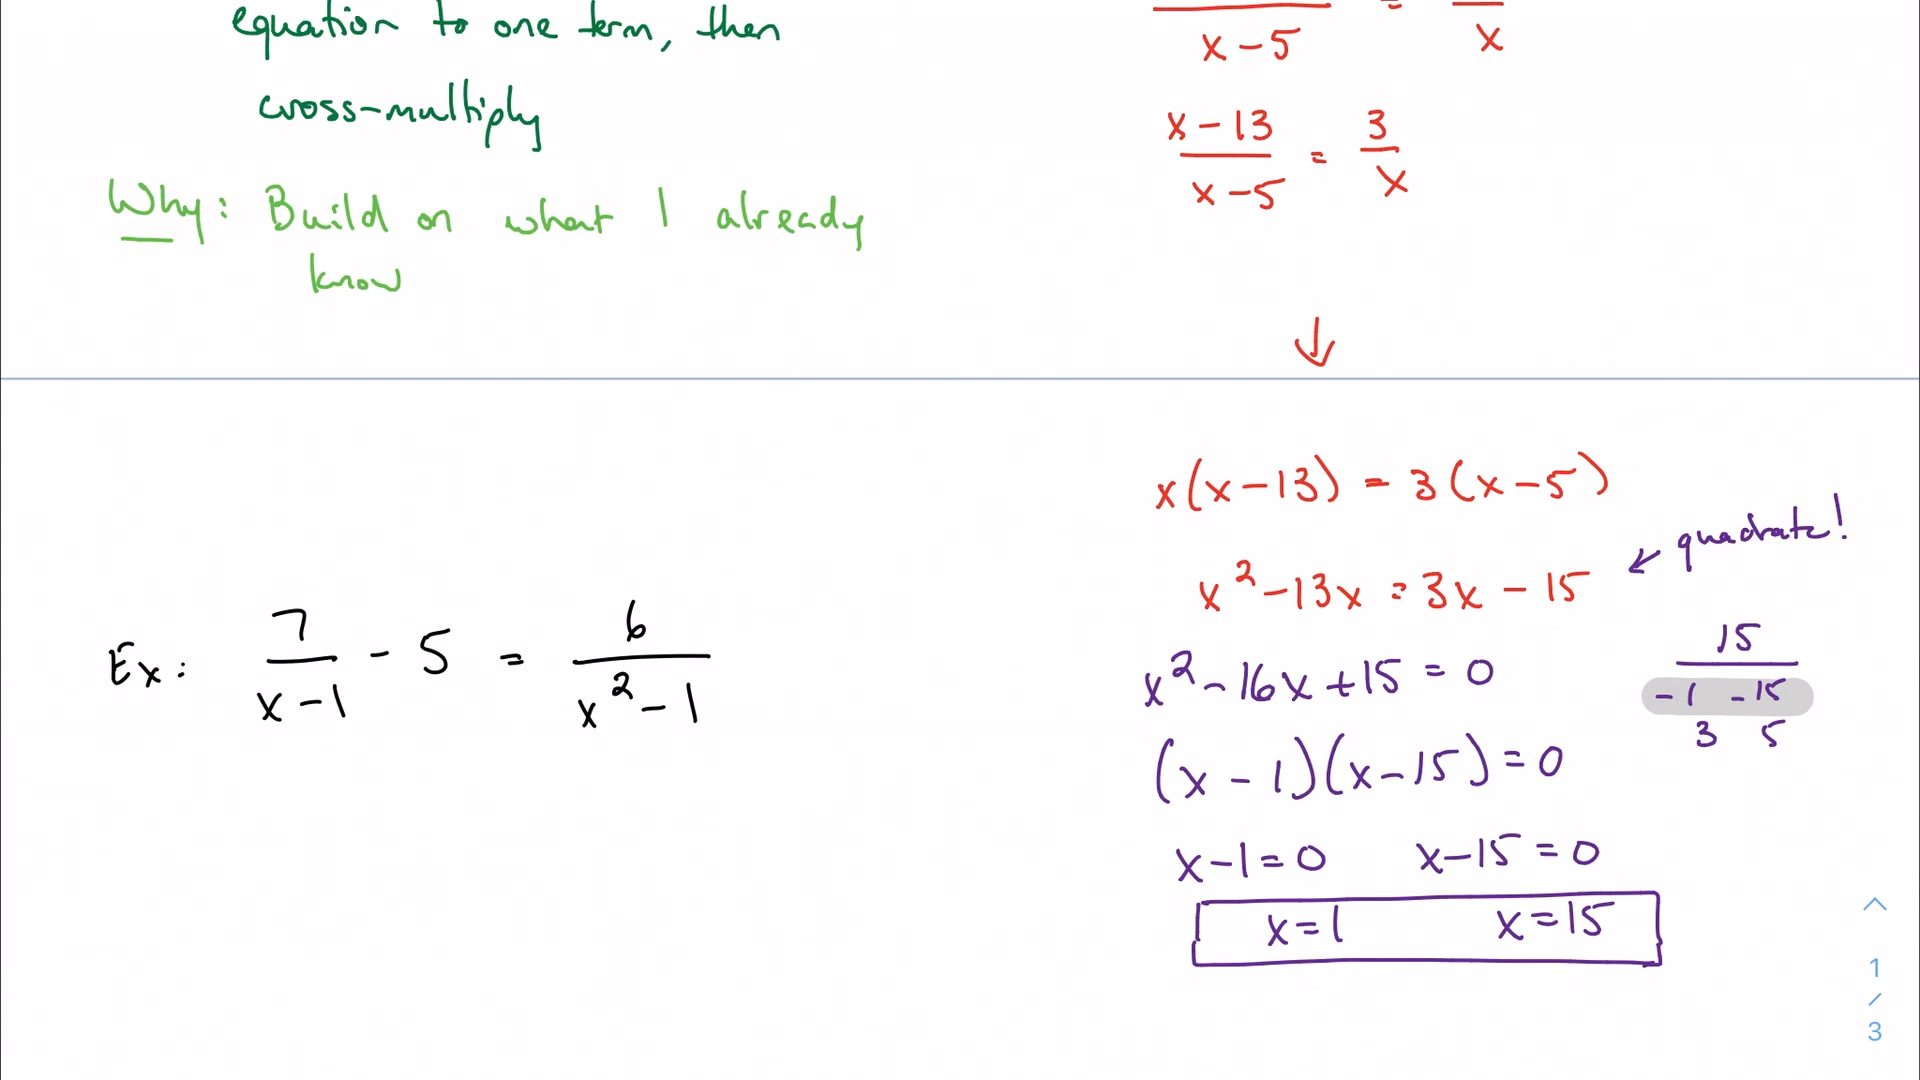 equation to one term, then
cross-multiply
Why: Build on what I already
know
x-5 = x
x-13/x-5 = 3/x
↓
x(x-13) = 3(x-5)
x²-13x = 3x-15 ← quadratc!
x²-16x+15 = 0
15
-1 -15
3 5
(x-1)(x-15) = 0
x-1=0 x-15=0
x=1 x=15
Ex: 7/x-1 - 5 = 6/x²-1
1
/
3